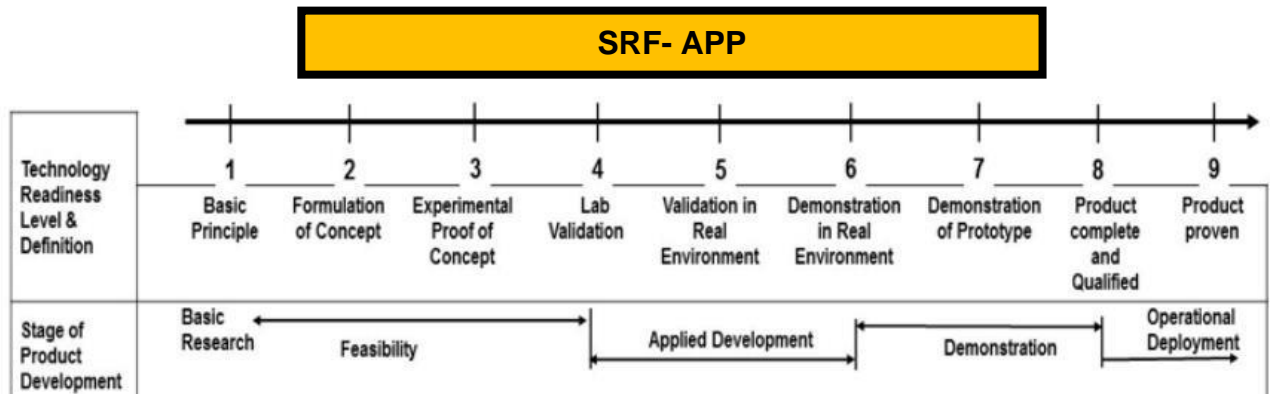 SRF- APP
Technology
Readiness
Level &
Definition
1
2
3
4
5
6
7
8
9
Basic
Principle
Formulation
of Concept
Experimental
Proof of
Concept
Lab
Validation
Validation in
Real
Environment
Demonstration
in Real
Environment
Demonstration
of Prototype
Product
complete
and
Qualified
Product
proven
Stage of
Product
Development
Basic
Research
Feasibility
Applied Development
Demonstration
Operational
Deployment